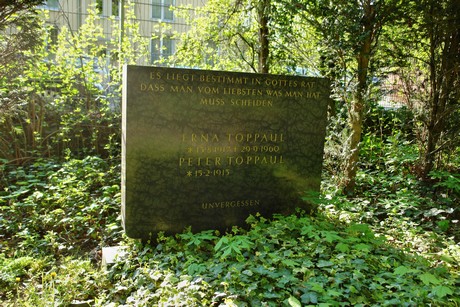 ES LIEGT BESTIMMT IN GOTTES RAT
DASS MAN VOM LIEBSTEN WAS MAN HAT
MUSS SCHEIDEN
ERNA TOPPAUL
29·9·1960
PETER TOPPAUL
*15·2·1915
UNVERGESSEN